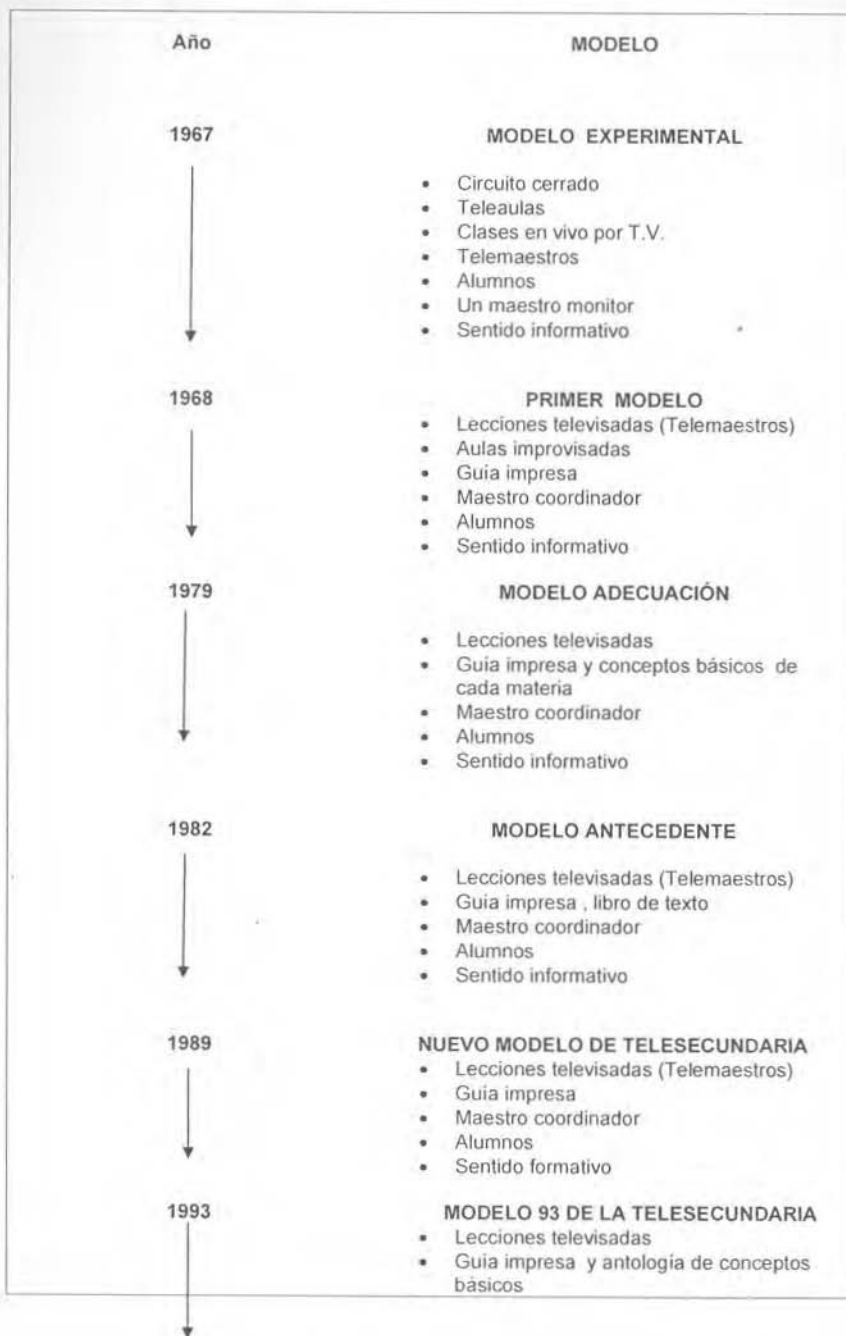 Año MODELO
1967 MODELO EXPERIMENTAL
• Circuito cerrado
• Teleaulas
• Clases en vivo por T.V.
• Telemaestros
• Alumnos
• Un maestro monitor
• Sentido informativo
1968 PRIMER MODELO
• Lecciones televisadas (Telemaestros)
• Aulas improvisadas
• Guía impresa
• Maestro coordinador
• Alumnos
• Sentido informativo
1979 MODELO ADECUACIÓN
• Lecciones televisadas
• Guía impresa y conceptos básicos de
cada materia
• Maestro coordinador
• Alumnos
• Sentido informativo
1982 MODELO ANTECEDENTE
• Lecciones televisadas (Telemaestros)
• Guía impresa , libro de texto
• Maestro coordinador
• Alumnos
• Sentido informativo
1989 NUEVO MODELO DE TELESECUNDARIA
• Lecciones televisadas (Telemaestros)
• Guía impresa
• Maestro coordinador
• Alumnos
• Sentido formativo
1993 MODELO 93 DE LA TELESECUNDARIA
• Lecciones televisadas
• Guía impresa y antología de conceptos
básicos